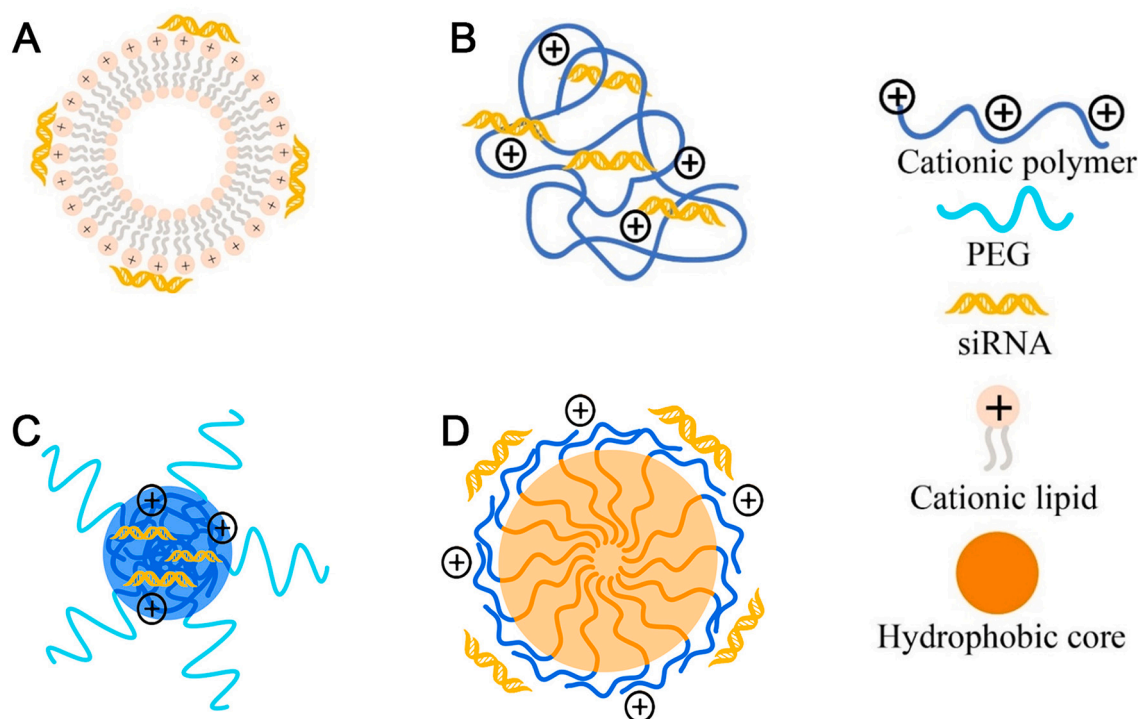 A
B
Cationic polymer
PEG
siRNA
C
D
Cationic lipid
Hydrophobic core